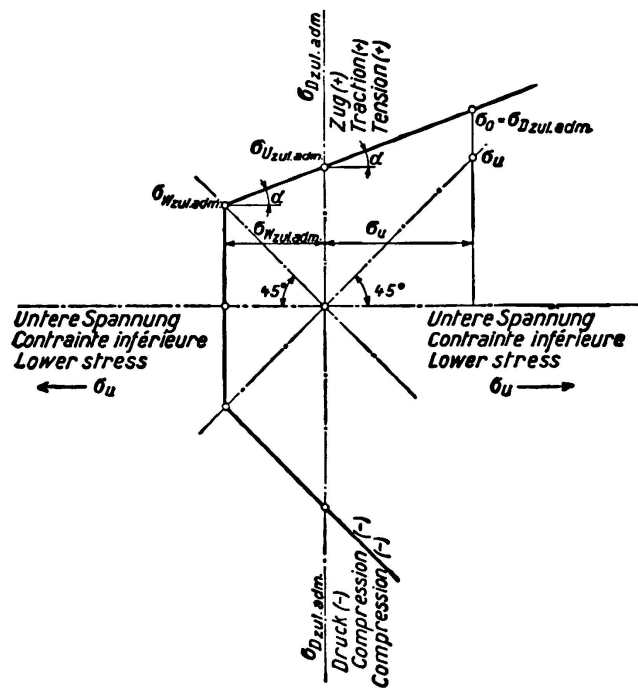 σDzul.adm
Zug (+)
Traction (+)
Tension (+)
σo = σDzul.adm.
σUzul.adm.
α
σu
σWzul.adm.
α
σWzul.adm.
σu
45°
45°
Untere Spannung
Contrainte inférieure
Lower stress
σu
Untere Spannung
Contrainte inférieure
Lower stress
σu
σDzul.adm.
Druck (-)
Compression (-)
Compression (-)